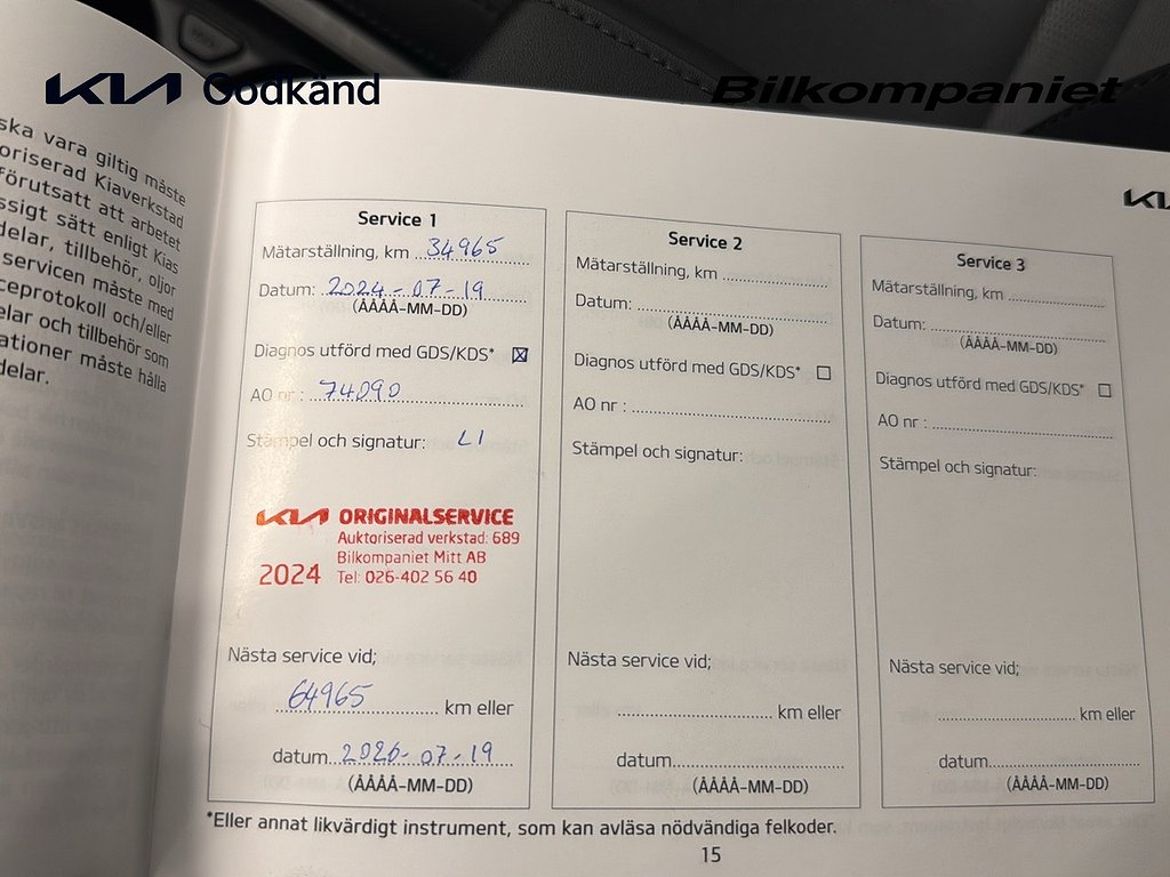 KIA Godkänd
Bilkompaniet
KIA
ska vara giltig måste
oriserad Kiaverkstad
förutsatt att arbetet
ssigt sätt enligt Kias
delar, tillbehör, oljor
servicen måste med
ceprotokoll och/eller
elar och tillbehör som
ationer måste hålla
delar.
Service 1
Mätarställning, km 34965
Datum: 2024-07-19
(ÅÅÅÅ-MM-DD)
Diagnos utförd med GDS/KDS* ☒
AO nr : 74090
Stämpel och signatur: LI
KIA ORIGINALSERVICE
Auktoriserad verkstad: 689
Bilkompaniet Mitt AB
2024 Tel: 026-402 56 40
Nästa service vid;
64965 km eller
datum 2026-07-19
(ÅÅÅÅ-MM-DD)
Service 2
Mätarställning, km
Datum:
(ÅÅÅÅ-MM-DD)
Diagnos utförd med GDS/KDS* ☐
AO nr :
Stämpel och signatur:
Nästa service vid;
km eller
datum
(ÅÅÅÅ-MM-DD)
Service 3
Mätarställning, km
Datum:
(ÅÅÅÅ-MM-DD)
Diagnos utförd med GDS/KDS* ☐
AO nr :
Stämpel och signatur:
Nästa service vid;
km eller
datum
(ÅÅÅÅ-MM-DD)
*Eller annat likvärdigt instrument, som kan avläsa nödvändiga felkoder.
15